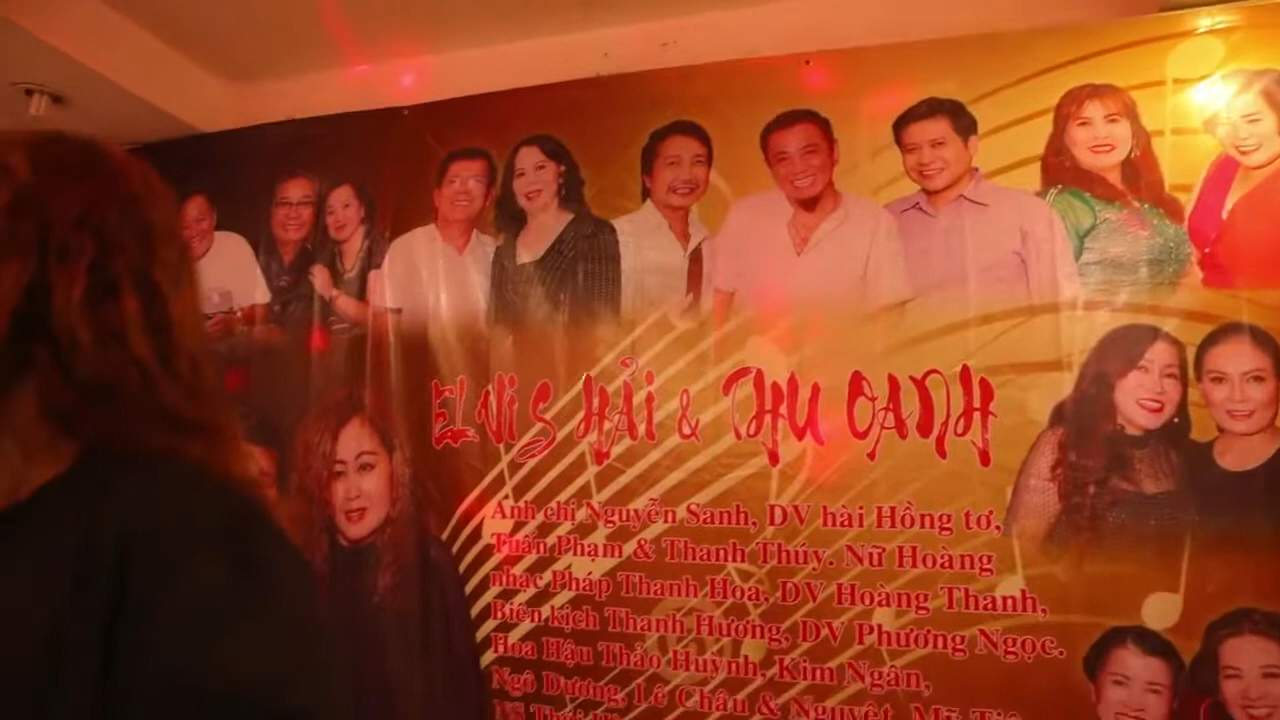 ELVIS HẢI & THU OANH
Anh chị Nguyễn Sanh, DV hài Hồng tơ,
Tuấn Phạm & Thanh Thúy. Nữ Hoàng
nhạc Pháp Thanh Hoa, DV Hoàng Thanh,
Biên kịch Thanh Hương, DV Phương Ngọc.
Hoa Hậu Thảo Huỳnh, Kim Ngân,
Ngô Dương, Lê Châu & Nguyệt, Mỹ